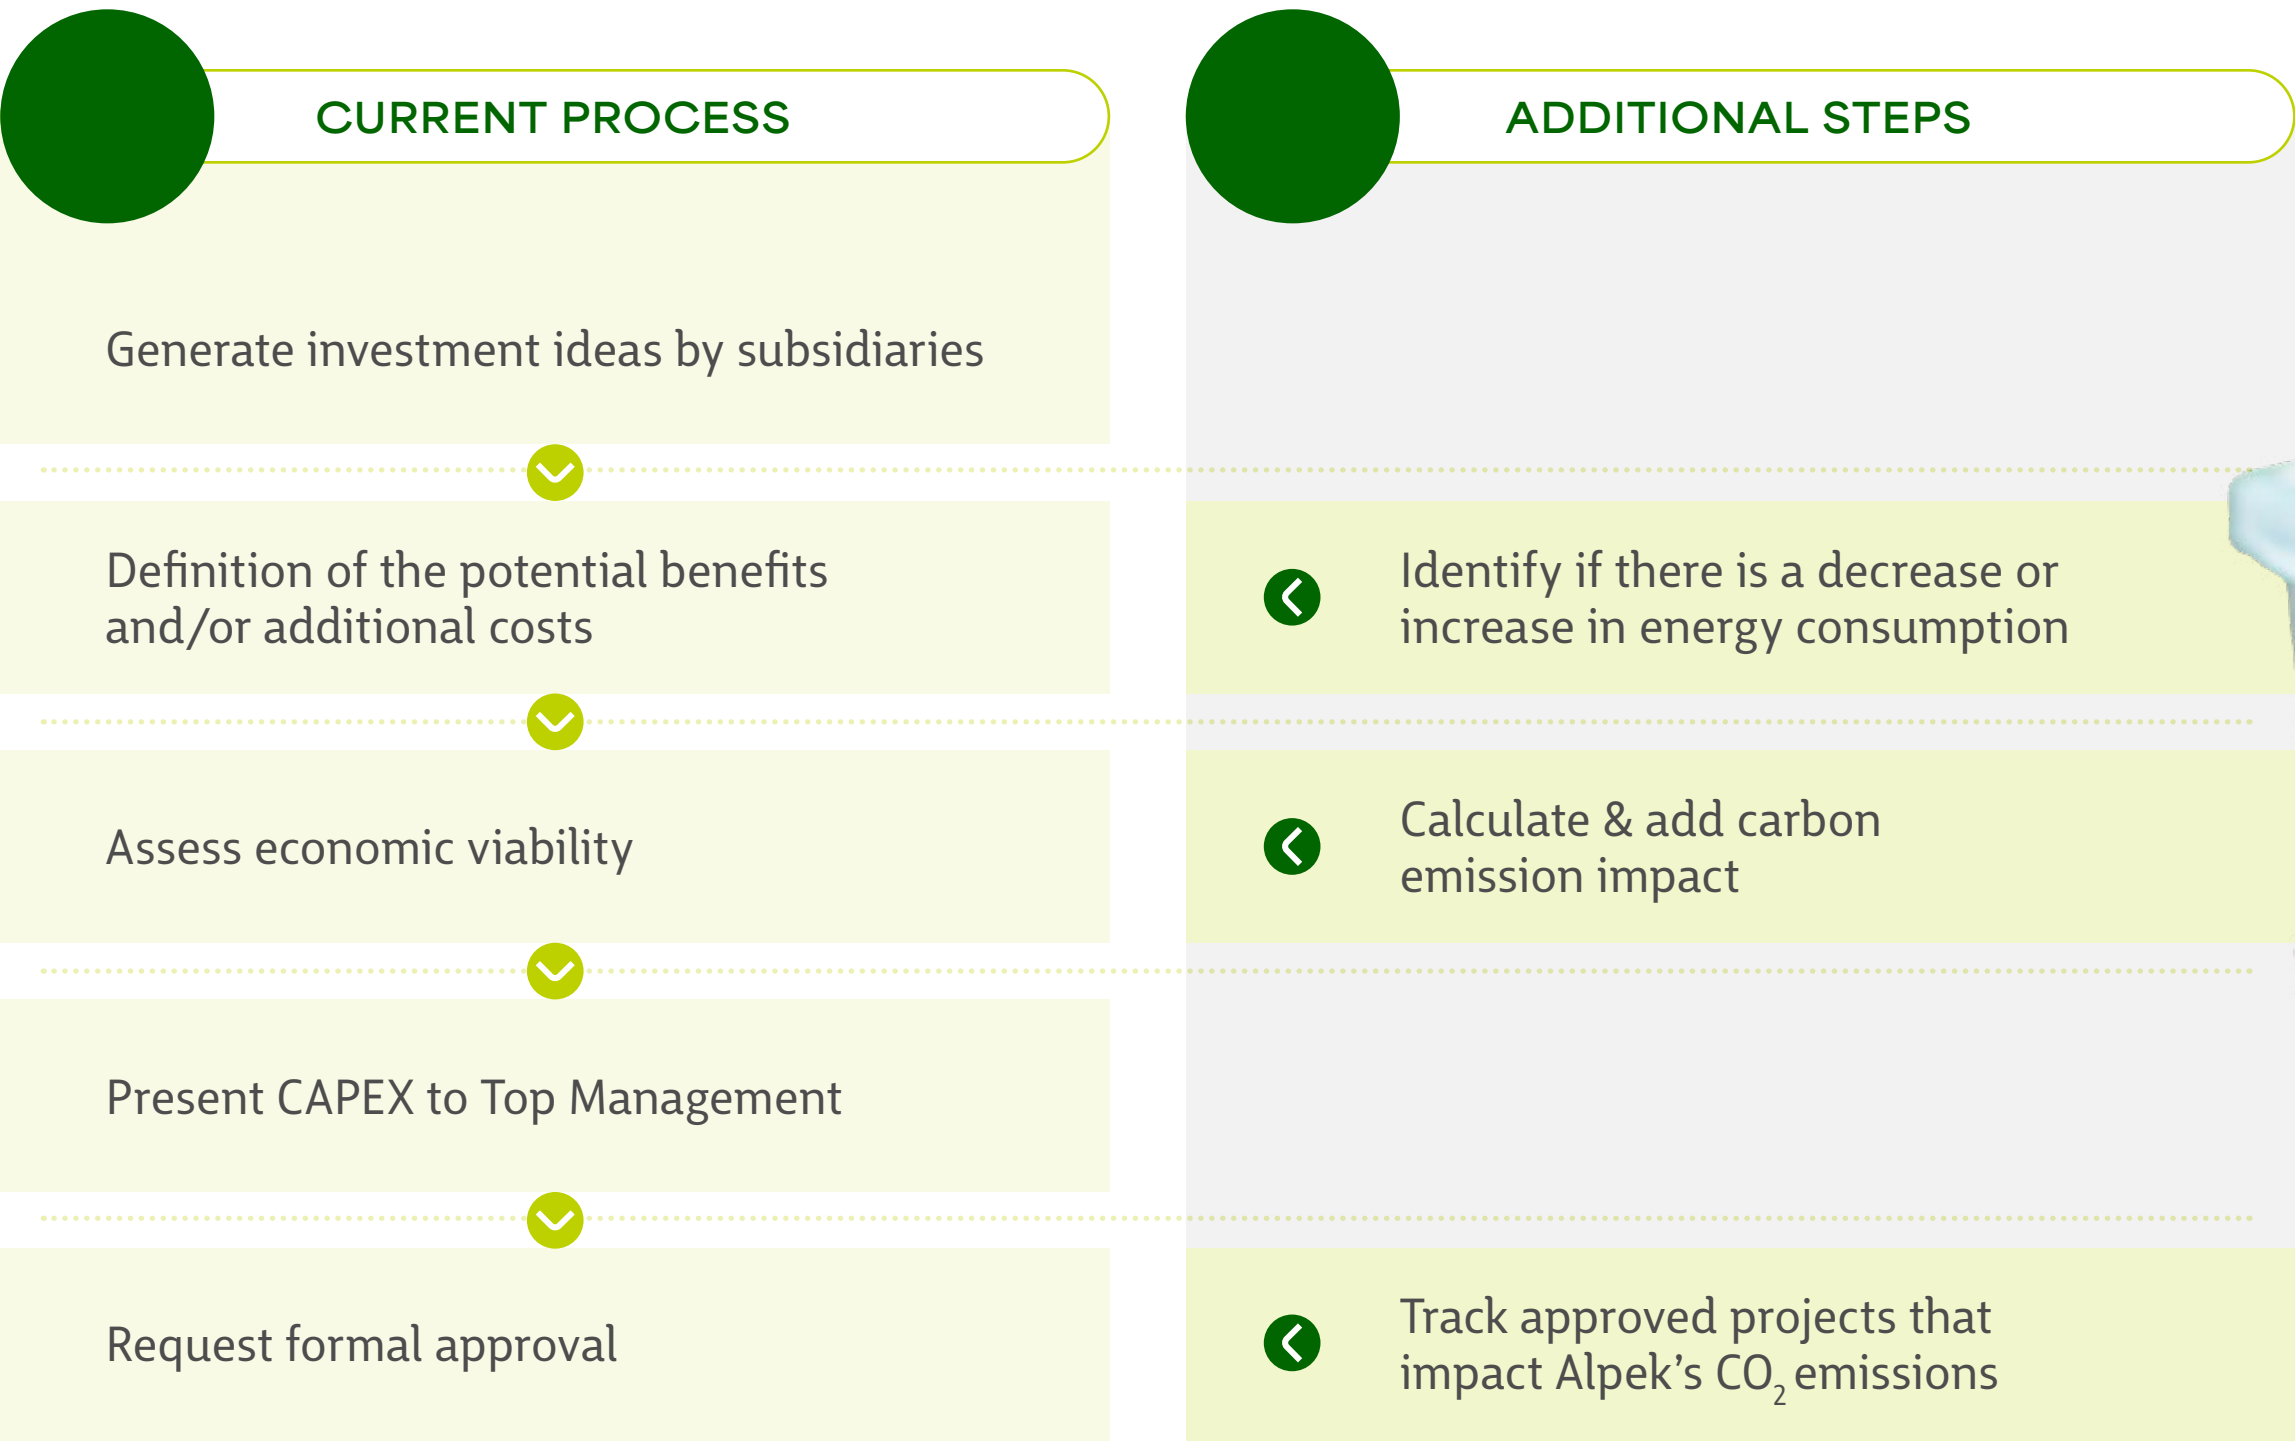 CURRENT PROCESS
ADDITIONAL STEPS
Generate investment ideas by subsidiaries
Definition of the potential benefits
and/or additional costs
Identify if there is a decrease or
increase in energy consumption
Assess economic viability
Calculate & add carbon
emission impact
Present CAPEX to Top Management
Request formal approval
Track approved projects that
impact Alpek’s CO₂ emissions